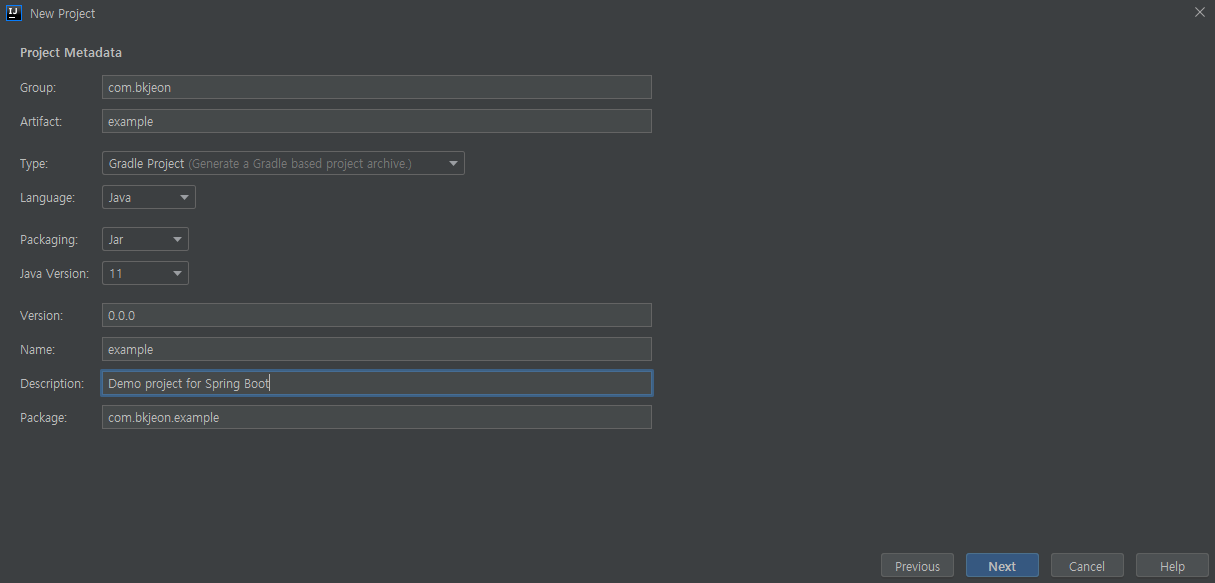 IJ New Project
Project Metadata
Group: com.bkjeon
Artifact: example
Type: Gradle Project (Generate a Gradle based project archive.)
Language: Java
Packaging: Jar
Java Version: 11
Version: 0.0.0
Name: example
Description: Demo project for Spring Boot
Package: com.bkjeon.example
Previous Next Cancel Help